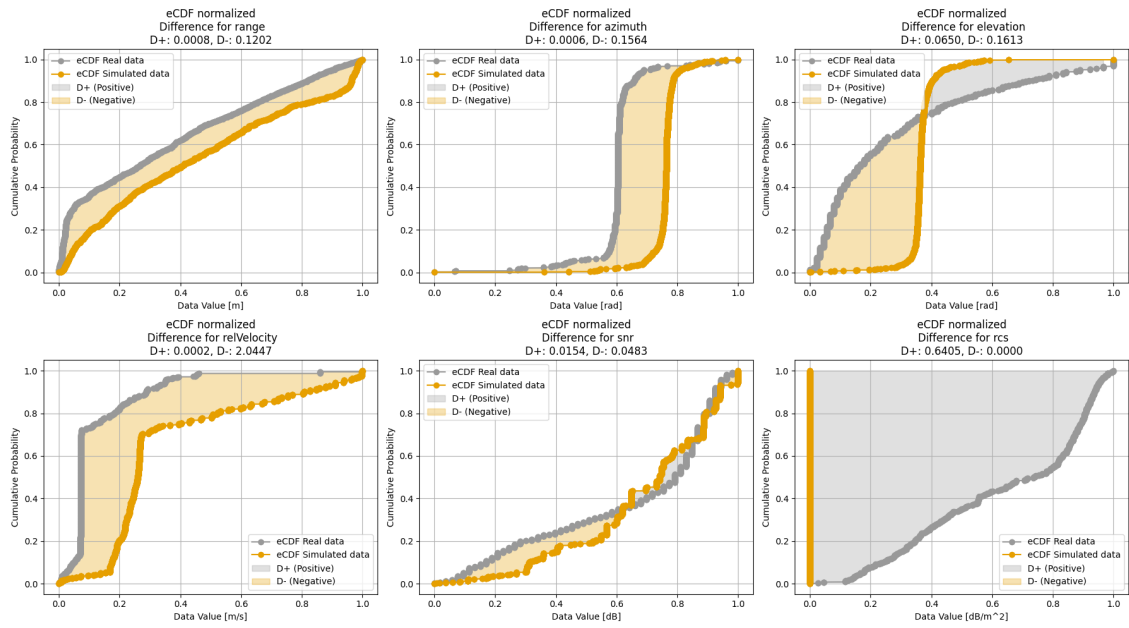 eCDF normalized
Difference for range
D+: 0.0008, D-: 0.1202
Cumulative Probability
1.0
0.8
0.6
0.4
0.2
0.0
eCDF Real data
eCDF Simulated data
D+ (Positive)
D- (Negative)
0.0 0.2 0.4 0.6 0.8 1.0
Data Value [m]
eCDF normalized
Difference for azimuth
D+: 0.0006, D-: 0.1564
Cumulative Probability
1.0
0.8
0.6
0.4
0.2
0.0
eCDF Real data
eCDF Simulated data
D+ (Positive)
D- (Negative)
0.0 0.2 0.4 0.6 0.8 1.0
Data Value [rad]
eCDF normalized
Difference for elevation
D+: 0.0650, D-: 0.1613
Cumulative Probability
1.0
0.8
0.6
0.4
0.2
0.0
eCDF Real data
eCDF Simulated data
D+ (Positive)
D- (Negative)
0.0 0.2 0.4 0.6 0.8 1.0
Data Value [rad]
eCDF normalized
Difference for relVelocity
D+: 0.0002, D-: 2.0447
Cumulative Probability
1.0
0.8
0.6
0.4
0.2
0.0
eCDF Real data
eCDF Simulated data
D+ (Positive)
D- (Negative)
0.0 0.2 0.4 0.6 0.8 1.0
Data Value [m/s]
eCDF normalized
Difference for snr
D+: 0.0154, D-: 0.0483
Cumulative Probability
1.0
0.8
0.6
0.4
0.2
0.0
eCDF Real data
eCDF Simulated data
D+ (Positive)
D- (Negative)
0.0 0.2 0.4 0.6 0.8 1.0
Data Value [dB]
eCDF normalized
Difference for rcs
D+: 0.6405, D-: 0.0000
Cumulative Probability
1.0
0.8
0.6
0.4
0.2
0.0
eCDF Real data
eCDF Simulated data
D+ (Positive)
D- (Negative)
0.0 0.2 0.4 0.6 0.8 1.0
Data Value [dB/m^2]